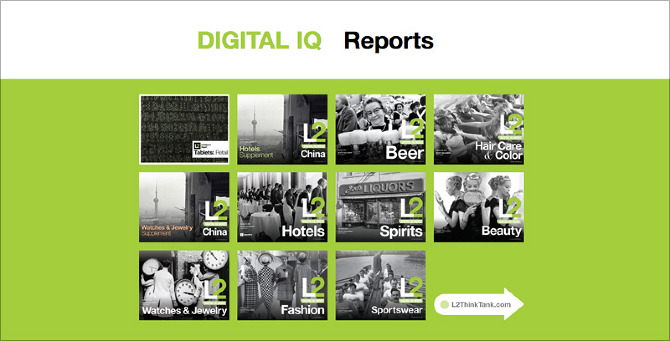 DIGITAL IQ Reports
Tablets: Retail
Hotels
Supplement
L2
China
L2
Beer
L2
Hair Care
& Color
Watches & Jewelry
Supplement
L2
China
L2
Hotels
LIQUORS
L2
Spirits
L2
Beauty
L2
Watches & Jewelry
L2
Fashion
L2
Sportswear
L2ThinkTank.com